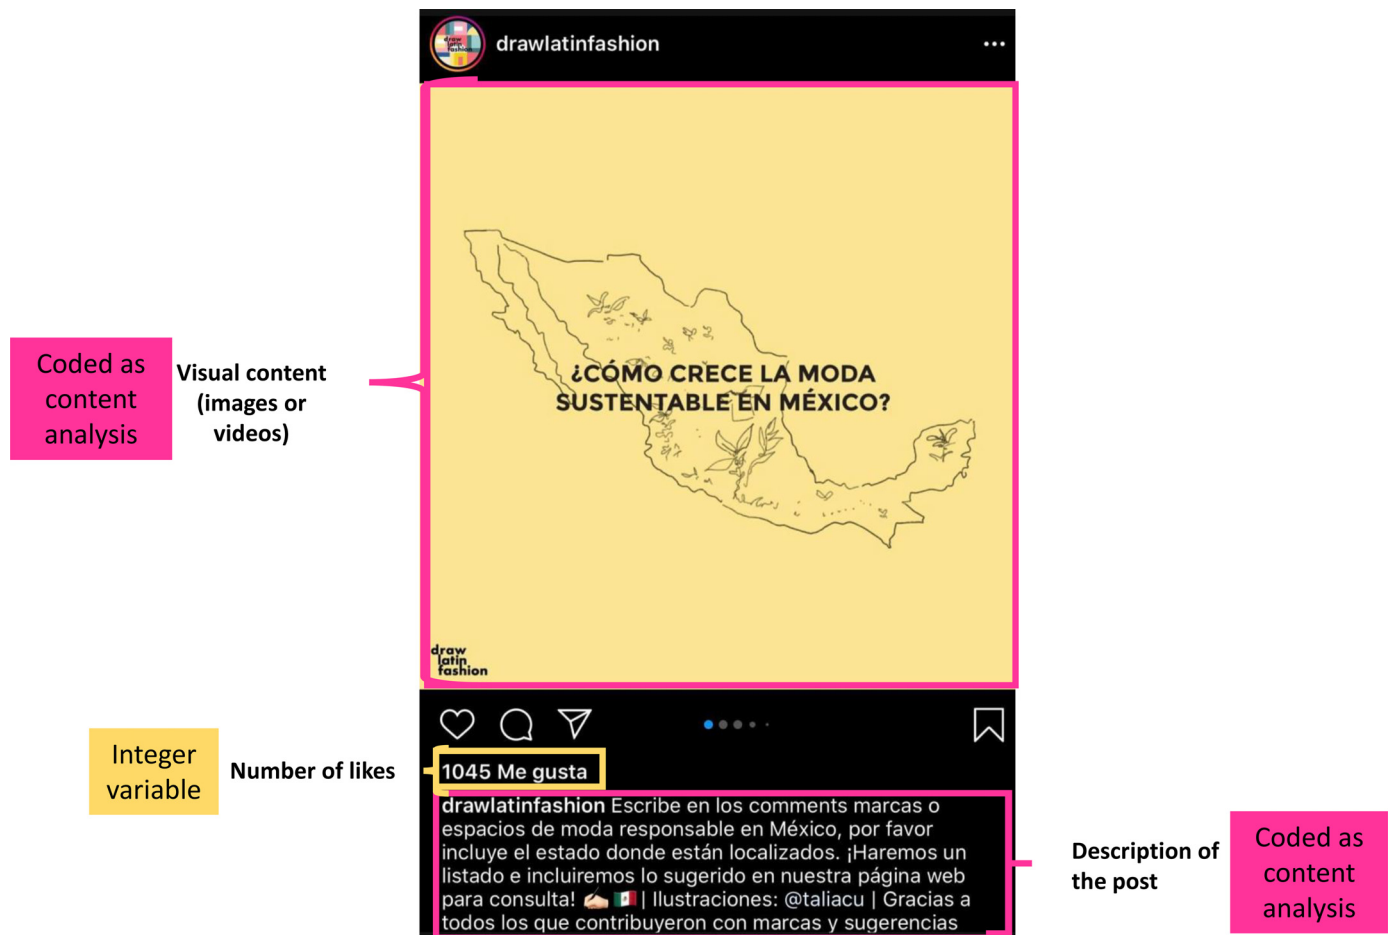 draw
latin
fashion
drawlatinfashion
¿CÓMO CRECE LA MODA
SUSTENTABLE EN MÉXICO?
draw
latin
fashion
Coded as
content
analysis
Visual content
(images or
videos)
Integer
variable
Number of likes
1045 Me gusta
drawlatinfashion Escribe en los comments marcas o
espacios de moda responsable en México, por favor
incluye el estado donde están localizados. ¡Haremos un
listado e incluiremos lo sugerido en nuestra página web
para consulta! ✍🏻 🇲🇽 | Ilustraciones: @taliacu | Gracias a
todos los que contribuyeron con marcas y sugerencias
Description of
the post
Coded as
content
analysis